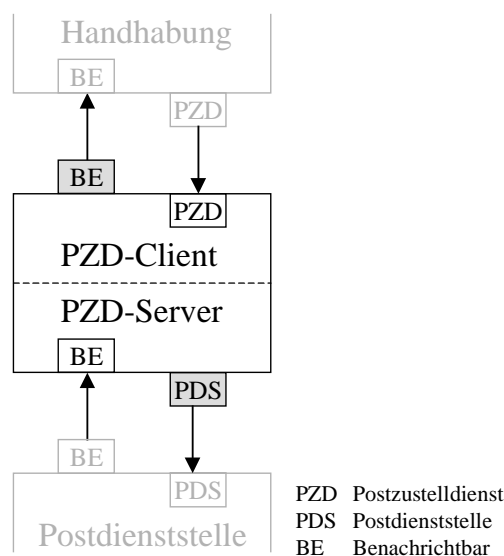 Handhabung
BE
PZD
BE
PZD
PZD-Client
PZD-Server
BE
PDS
BE
PDS
Postdienststelle
PZD Postzustelldienst
PDS Postdienststelle
BE Benachrichtbar